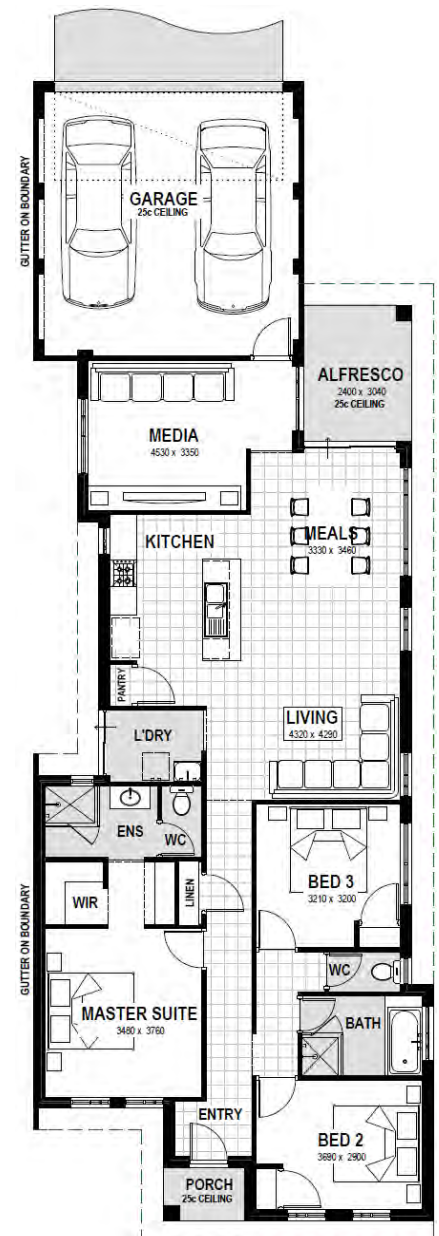 GUTTER ON BOUNDARY
GARAGE
25c CEILING
ALFRESCO
2400 x 3040
25c CEILING
MEDIA
4530 x 3350
KITCHEN
MEALS
3330 x 3460
PANTRY
LIVING
4320 x 4290
L'DRY
ENS
WC
WIR
LINEN
BED 3
3210 x 3200
GUTTER ON BOUNDARY
WC
MASTER SUITE
3480 x 3760
BATH
ENTRY
BED 2
3690 x 2900
PORCH
25c CEILING